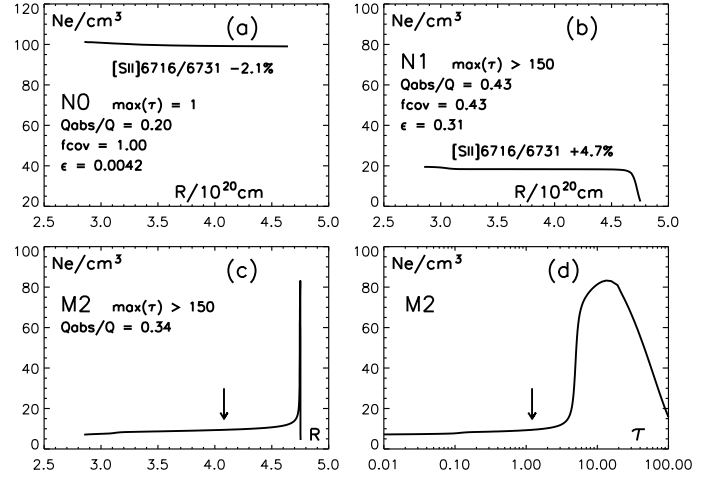 120
100
80
60
40
20
Ne/cm³
(a)
[SII]6716/6731 −2.1%
N0 max(τ) = 1
Qabs/Q = 0.20
fcov = 1.00
ϵ = 0.0042
R/10²⁰cm
2.5 3.0 3.5 4.0 4.5 5.0
100
80
60
40
20
0
Ne/cm³
(b)
N1 max(τ) > 150
Qabs/Q = 0.43
fcov = 0.43
ϵ = 0.31
[SII]6716/6731 +4.7%
R/10²⁰cm
2.5 3.0 3.5 4.0 4.5 5.0
100
80
60
40
20
0
Ne/cm³
(c)
M2 max(τ) > 150
Qabs/Q = 0.34
R
2.5 3.0 3.5 4.0 4.5 5.0
100
80
60
40
20
0
Ne/cm³
(d)
M2
τ
0.01 0.10 1.00 10.00 100.00